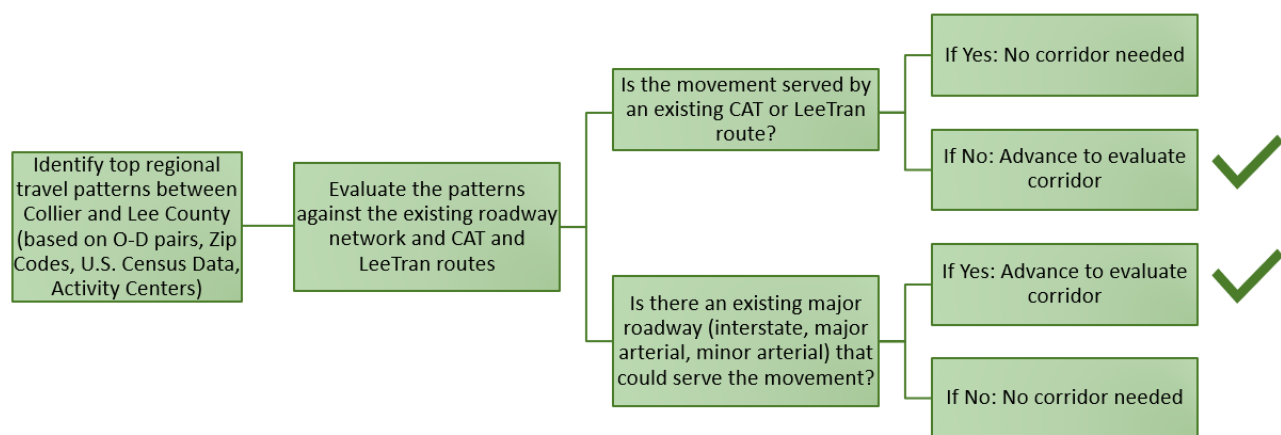 Identify top regional
travel patterns between
Collier and Lee County
(based on O-D pairs, Zip
Codes, U.S. Census Data,
Activity Centers)
Evaluate the patterns
against the existing roadway
network and CAT and
LeeTran routes
Is the movement served by
an existing CAT or LeeTran
route?
If Yes: No corridor needed
If No: Advance to evaluate
corridor
Is there an existing major
roadway (interstate, major
arterial, minor arterial) that
could serve the movement?
If Yes: Advance to evaluate
corridor
If No: No corridor needed